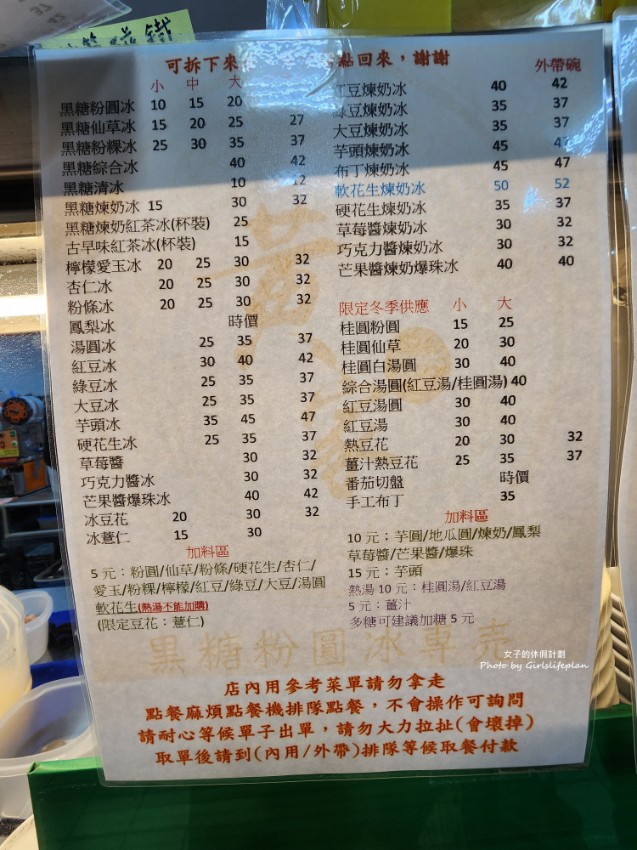 可拆下來
點回來，謝謝
小 中 大
黑糖粉圓冰 10 15 20
黑糖仙草冰 15 20 25 27
黑糖粉粿冰 25 30 35 37
黑糖綜合冰 40 42
黑糖清冰 10 12
黑糖煉奶冰 15 30 32
黑糖煉奶紅茶冰(杯裝) 25
古早味紅茶冰(杯裝) 15
檸檬愛玉冰 20 25 30 32
杏仁冰 20 25 30 32
粉條冰 20 25 30 32
鳳梨冰 時價
湯圓冰 25 35 37
紅豆冰 30 40 42
綠豆冰 25 35 37
大豆冰 25 35 37
芋頭冰 35 45 47
硬花生冰 25 35 37
草莓醬 30 32
巧克力醬冰 30 32
芒果醬爆珠冰 40 42
冰豆花 20 30 32
冰薏仁 15 30
加料區
5 元：粉圓/仙草/粉條/硬花生/杏仁/
愛玉/粉粿/檸檬/紅豆/綠豆/大豆/湯圓
軟花生(熱湯不能加購)
(限定豆花：薏仁)
外帶碗
紅豆煉奶冰 40 42
綠豆煉奶冰 35 37
大豆煉奶冰 35 37
芋頭煉奶冰 45 47
布丁煉奶冰 45 47
軟花生煉奶冰 50 52
硬花生煉奶冰 35 37
草莓醬煉奶冰 30 32
巧克力醬煉奶冰 30 32
芒果醬煉奶爆珠冰 40 40
限定冬季供應 小 大
桂圓粉圓 15 25
桂圓仙草 20 30
桂圓白湯圓 30 40
綜合湯圓(紅豆湯/桂圓湯) 40
紅豆湯圓 30 40
紅豆湯 30 40
熱豆花 20 30 32
薑汁熱豆花 25 35 37
番茄切盤 時價
手工布丁 35
加料區
10 元：芋圓/地瓜圓/煉奶/鳳梨
草莓醬/芒果醬/爆珠
15 元：芋頭
熱湯 10 元：桂圓湯/紅豆湯
5 元：薑汁
多糖可建議加糖 5 元
黑糖粉圓冰專売
女子的休假計劃
Photo by Girlslifeplan
店內用參考菜單請勿拿走
點餐麻煩點餐機排隊點餐，不會操作可詢問
請耐心等候單子出單，請勿大力拉扯(會壞掉)
取單後請到(內用/外帶)排隊等候取餐付款